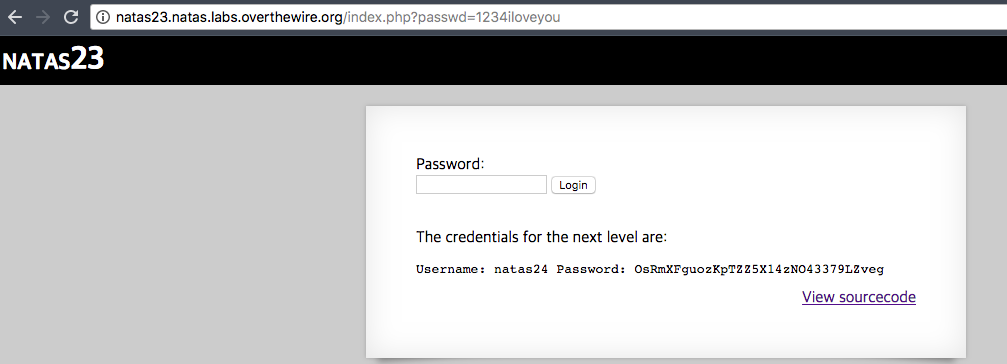 natas23.natas.labs.overthewire.org/index.php?passwd=1234iloveyou
NATAS23
Password:
Login
The credentials for the next level are:
Username: natas24 Password: OsRmXFguozKpTZZ5X14zNO43379LZveg
View sourcecode